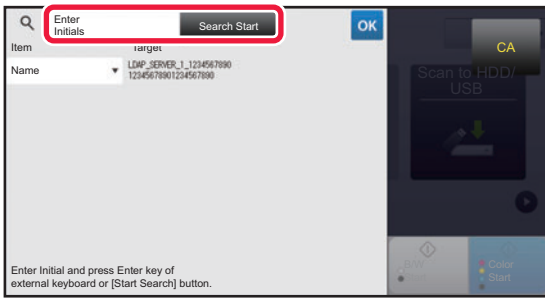 Enter
Initials
Search Start
OK
CA
Item
Target
Name
LDAP_SERVER_1_1234567890
12345678901234567890
Scan to HDD/
USB
B/W
Start
Color
Start
Enter Initial and press Enter key of
external keyboard or [Start Search] button.